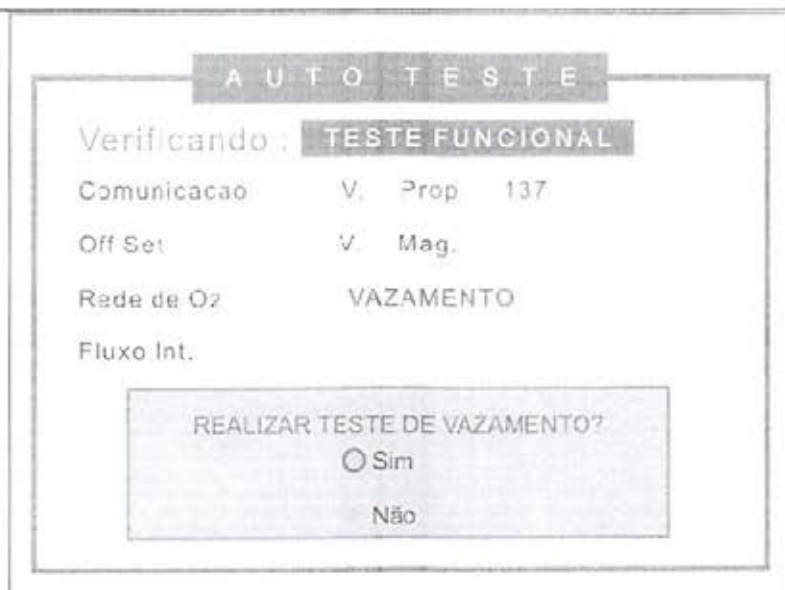 AUTO TESTE
Verificando : TESTE FUNCIONAL
Comunicacao V. Prop 137
Off Set V. Mag.
Rede de O2 VAZAMENTO
Fluxo Int.
REALIZAR TESTE DE VAZAMENTO?
Sim
Não